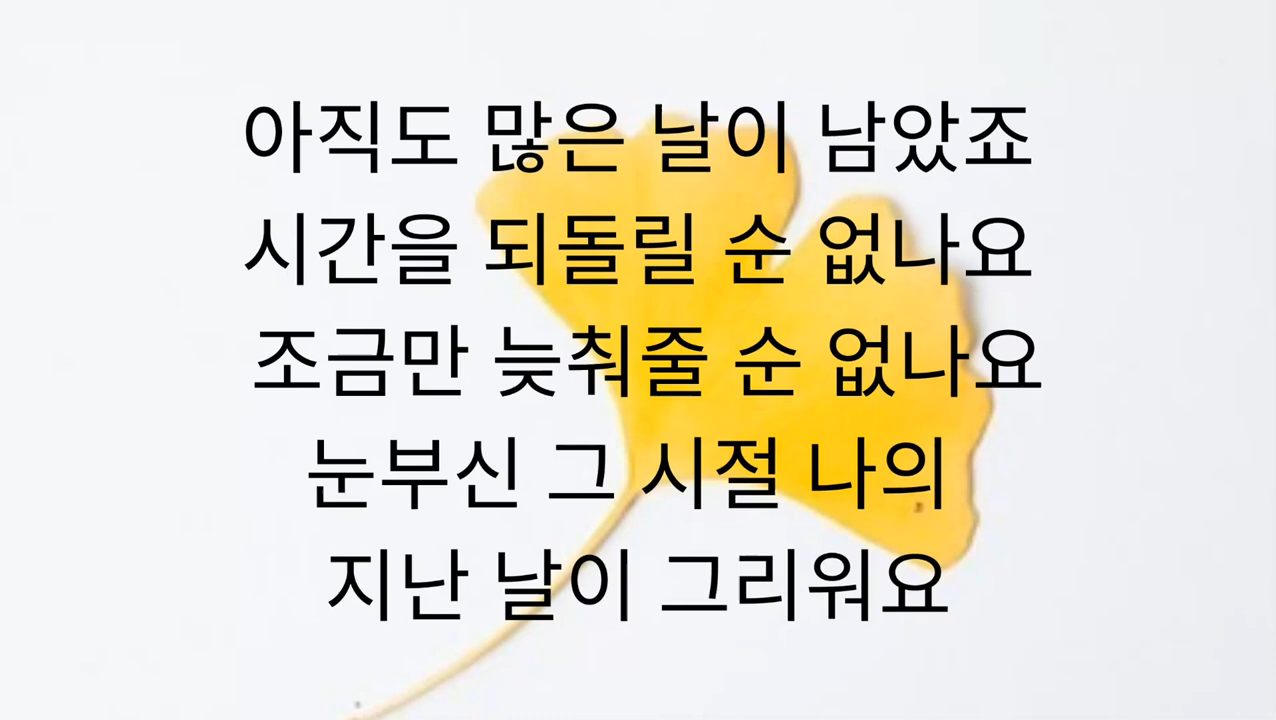 아직도 많은 날이 남았죠
시간을 되돌릴 순 없나요
조금만 늦춰줄 순 없나요
눈부신 그 시절 나의
지난 날이 그리워요